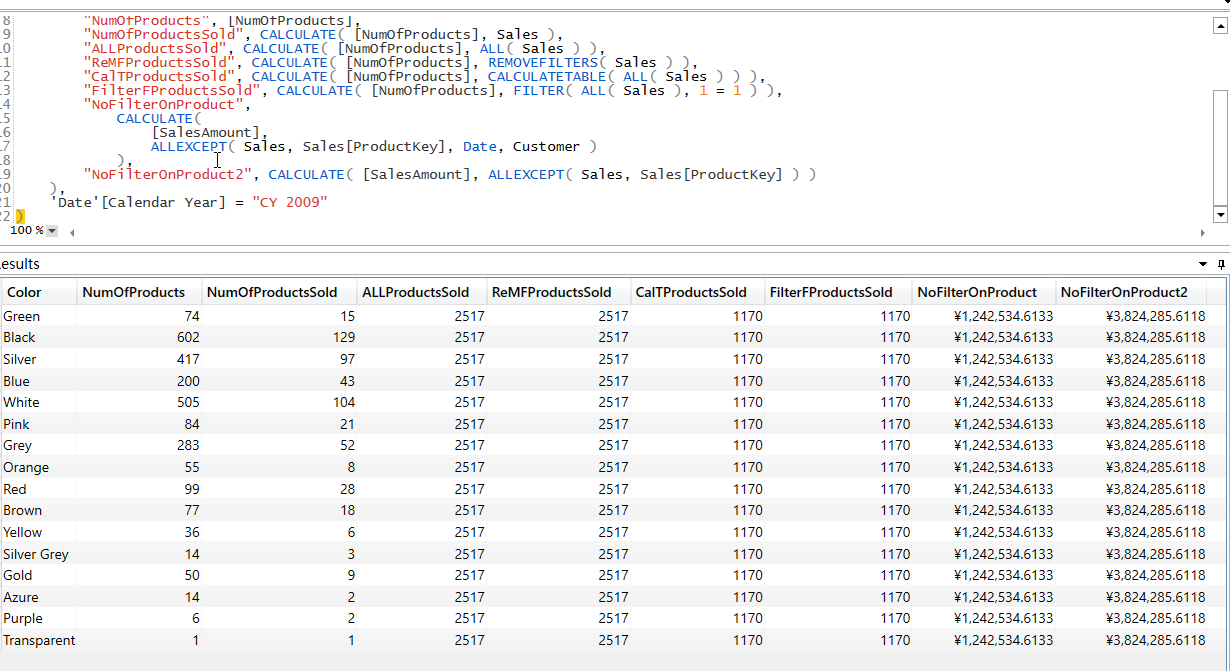 8 "NumOfProducts", [NumOfProducts],
9 "NumOfProductsSold", CALCULATE( [NumOfProducts], Sales ),
10 "ALLProductsSold", CALCULATE( [NumOfProducts], ALL( Sales ) ),
11 "ReMFProductsSold", CALCULATE( [NumOfProducts], REMOVEFILTERS( Sales ) ),
12 "CalTProductsSold", CALCULATE( [NumOfProducts], CALCULATETABLE( ALL( Sales ) ) ),
13 "FilterFProductsSold", CALCULATE( [NumOfProducts], FILTER( ALL( Sales ), 1 = 1 ) ),
14 "NoFilterOnProduct",
15 CALCULATE(
16 [SalesAmount],
17 ALLEXCEPT( Sales, Sales[ProductKey], Date, Customer )
18 ),
19 "NoFilterOnProduct2", CALCULATE( [SalesAmount], ALLEXCEPT( Sales, Sales[ProductKey] ) )
20 ),
21 'Date'[Calendar Year] = "CY 2009"
22 )
100 %
esults
Color NumOfProducts NumOfProductsSold ALLProductsSold ReMFProductsSold CalTProductsSold FilterFProductsSold NoFilterOnProduct NoFilterOnProduct2
Green 74 15 2517 2517 1170 1170 ¥1,242,534.6133 ¥3,824,285.6118
Black 602 129 2517 2517 1170 1170 ¥1,242,534.6133 ¥3,824,285.6118
Silver 417 97 2517 2517 1170 1170 ¥1,242,534.6133 ¥3,824,285.6118
Blue 200 43 2517 2517 1170 1170 ¥1,242,534.6133 ¥3,824,285.6118
White 505 104 2517 2517 1170 1170 ¥1,242,534.6133 ¥3,824,285.6118
Pink 84 21 2517 2517 1170 1170 ¥1,242,534.6133 ¥3,824,285.6118
Grey 283 52 2517 2517 1170 1170 ¥1,242,534.6133 ¥3,824,285.6118
Orange 55 8 2517 2517 1170 1170 ¥1,242,534.6133 ¥3,824,285.6118
Red 99 28 2517 2517 1170 1170 ¥1,242,534.6133 ¥3,824,285.6118
Brown 77 18 2517 2517 1170 1170 ¥1,242,534.6133 ¥3,824,285.6118
Yellow 36 6 2517 2517 1170 1170 ¥1,242,534.6133 ¥3,824,285.6118
Silver Grey 14 3 2517 2517 1170 1170 ¥1,242,534.6133 ¥3,824,285.6118
Gold 50 9 2517 2517 1170 1170 ¥1,242,534.6133 ¥3,824,285.6118
Azure 14 2 2517 2517 1170 1170 ¥1,242,534.6133 ¥3,824,285.6118
Purple 6 2 2517 2517 1170 1170 ¥1,242,534.6133 ¥3,824,285.6118
Transparent 1 1 2517 2517 1170 1170 ¥1,242,534.6133 ¥3,824,285.6118